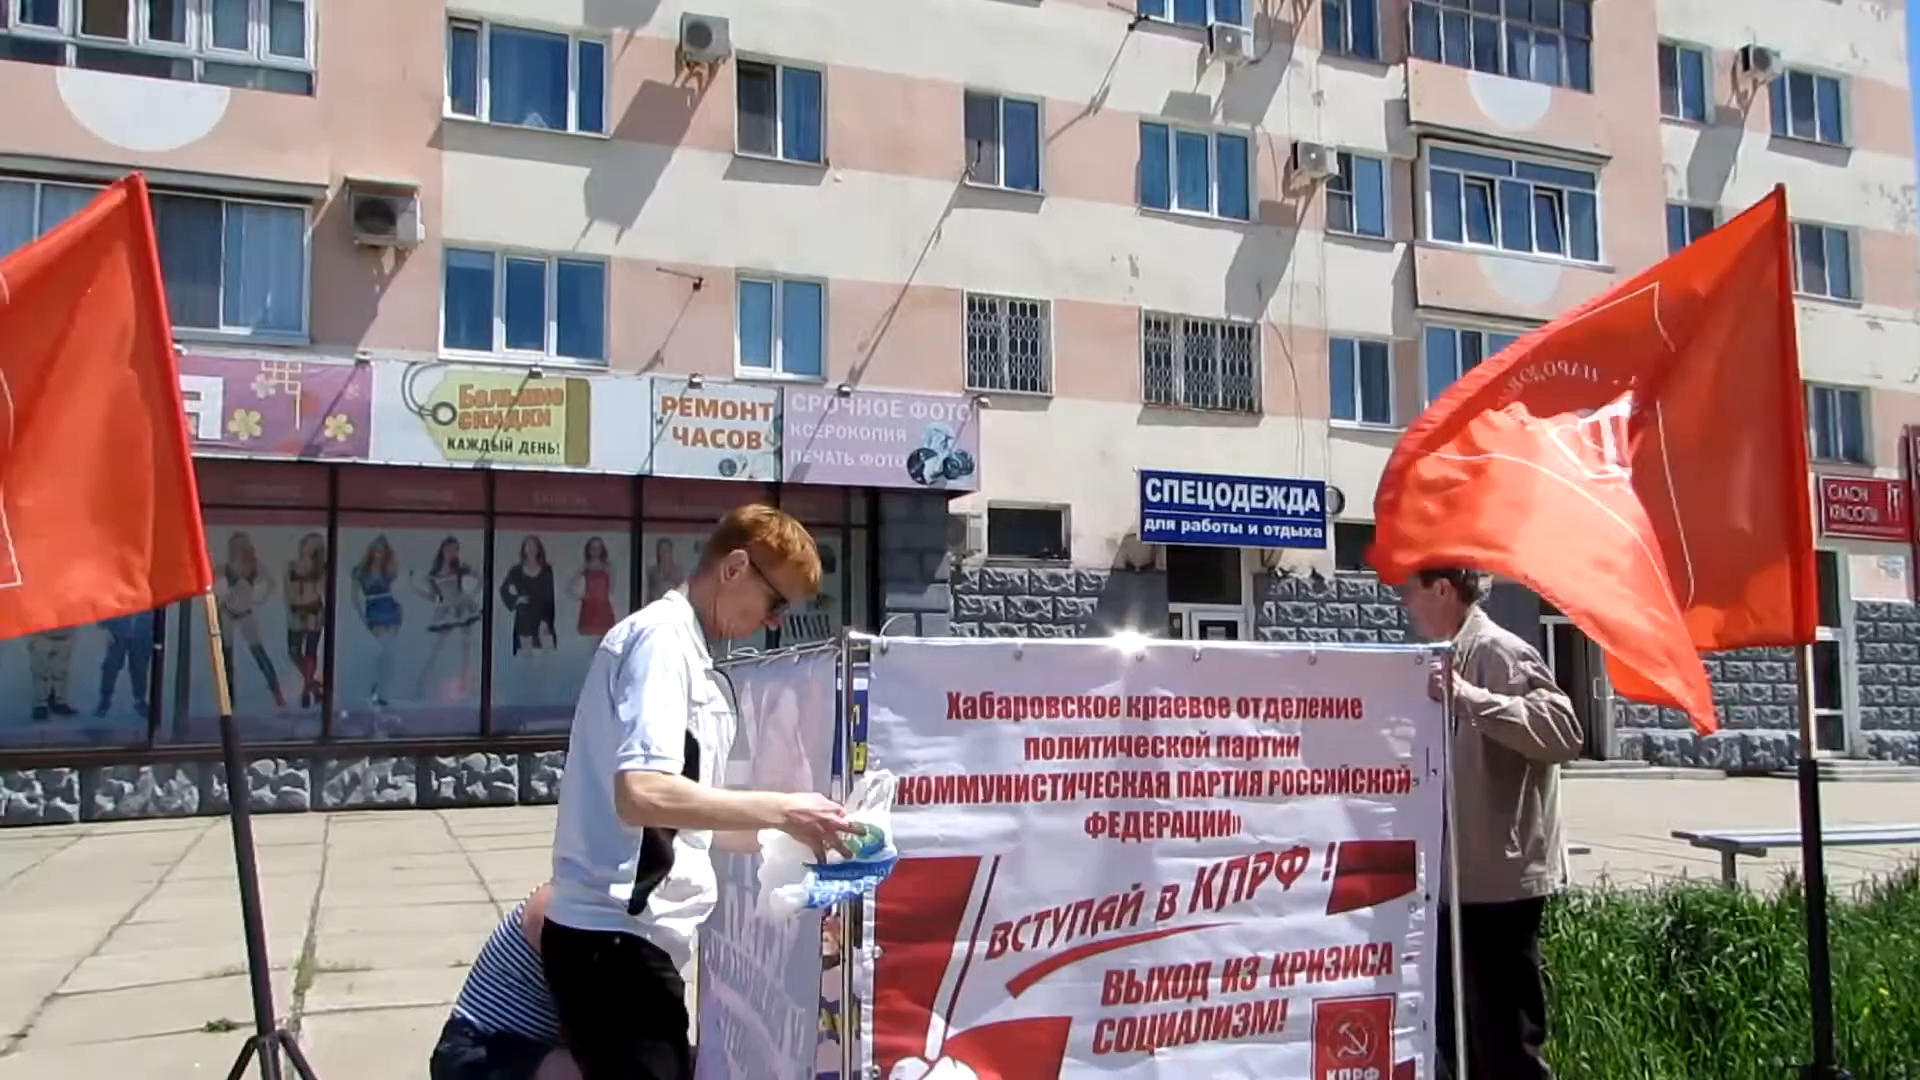 Большие
скидки
КАЖДЫЙ ДЕНЬ!
РЕМОНТ
ЧАСОВ
СРОЧНОЕ ФОТО
КСЕРОКОПИЯ
ПЕЧАТЬ ФОТО
СПЕЦОДЕЖДА
для работы и отдыха
САЛОН
КРАСОТЫ
Хабаровское краевое отделение
политической партии
КОММУНИСТИЧЕСКАЯ ПАРТИЯ РОССИЙСКОЙ
ФЕДЕРАЦИИ»
ВСТУПАЙ В КПРФ!
ВЫХОД ИЗ КРИЗИСА
СОЦИАЛИЗМ!
КПРФ